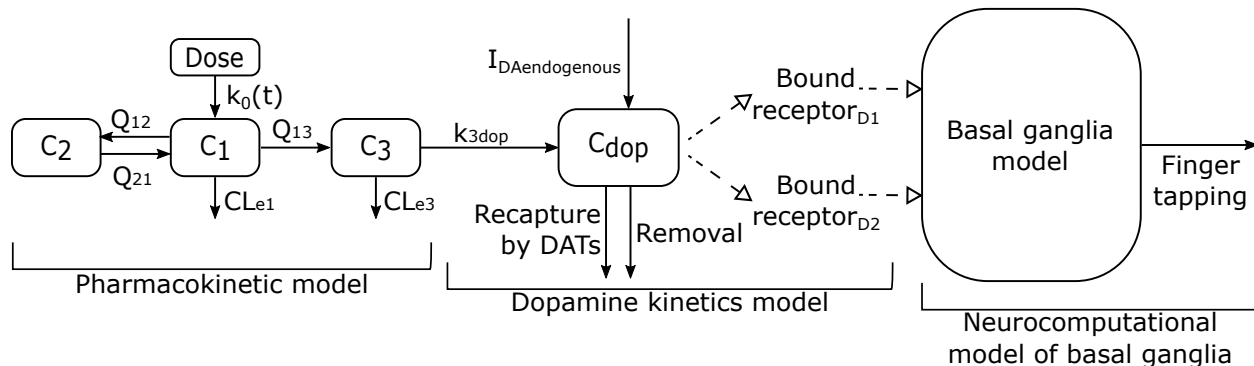 Dose
k0(t)
Q12
Q21
C2
C1
Q13
C3
CLe1
CLe3
Pharmacokinetic model
k3dop
IDAendogenous
Cdop
Recapture
by DATs
Removal
Bound
receptorD1
Bound
receptorD2
Dopamine kinetics model
Basal ganglia
model
Finger
tapping
Neurocomputational
model of basal ganglia